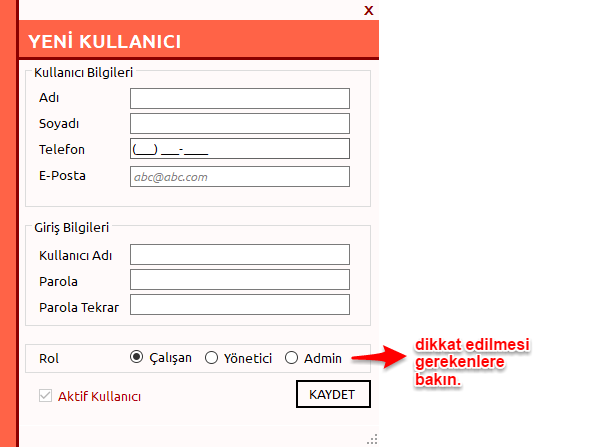 x
YENİ KULLANICI
Kullanıcı Bilgileri
Adı
Soyadı
Telefon (___) ___-____
E-Posta abc@abc.com
Giriş Bilgileri
Kullanıcı Adı
Parola
Parola Tekrar
Rol Çalışan Yönetici Admin
dikkat edilmesi
gerekenlere
bakın.
Aktif Kullanıcı KAYDET